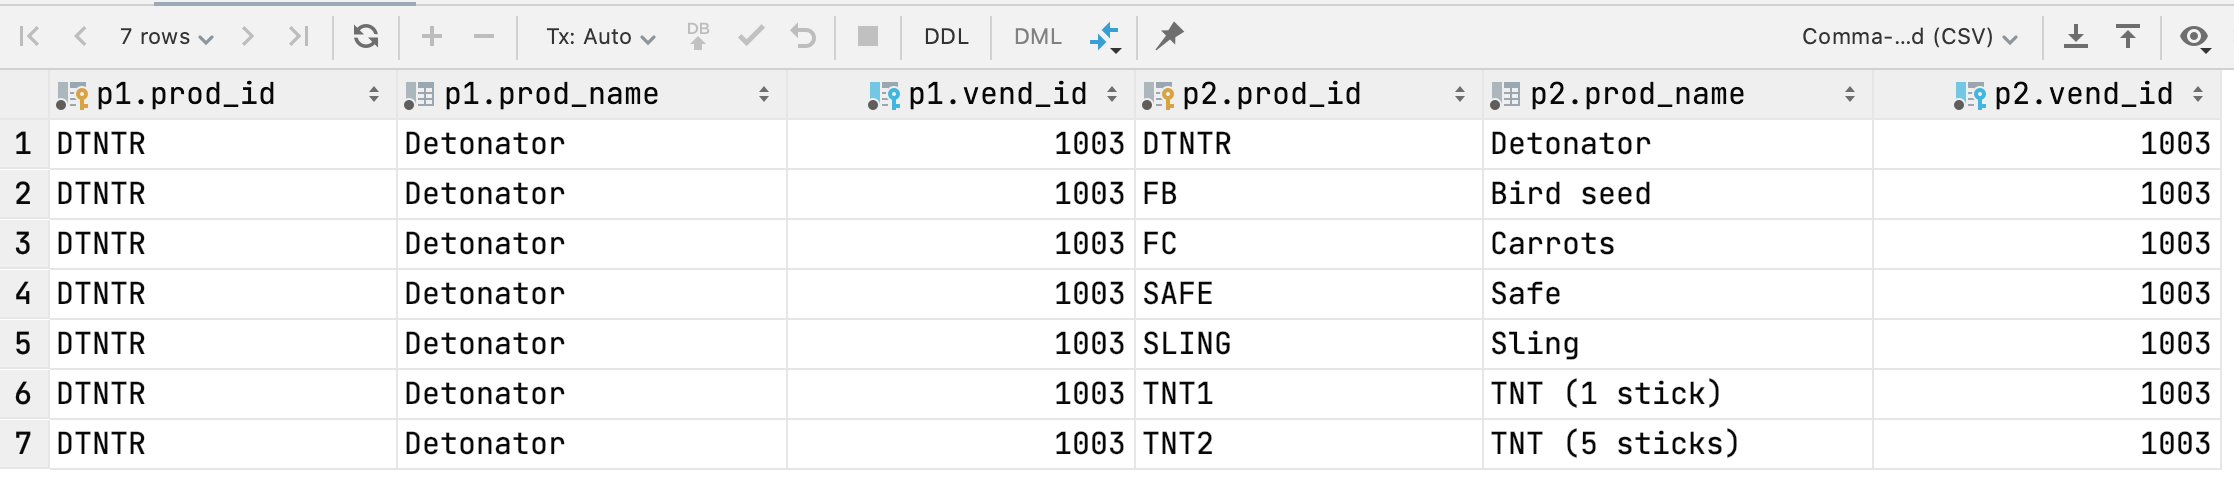 7 rows Tx: Auto DB DDL DML Comma-...d (CSV)
p1.prod_id p1.prod_name p1.vend_id p2.prod_id p2.prod_name p2.vend_id
1 DTNTR Detonator 1003 DTNTR Detonator 1003
2 DTNTR Detonator 1003 FB Bird seed 1003
3 DTNTR Detonator 1003 FC Carrots 1003
4 DTNTR Detonator 1003 SAFE Safe 1003
5 DTNTR Detonator 1003 SLING Sling 1003
6 DTNTR Detonator 1003 TNT1 TNT (1 stick) 1003
7 DTNTR Detonator 1003 TNT2 TNT (5 sticks) 1003